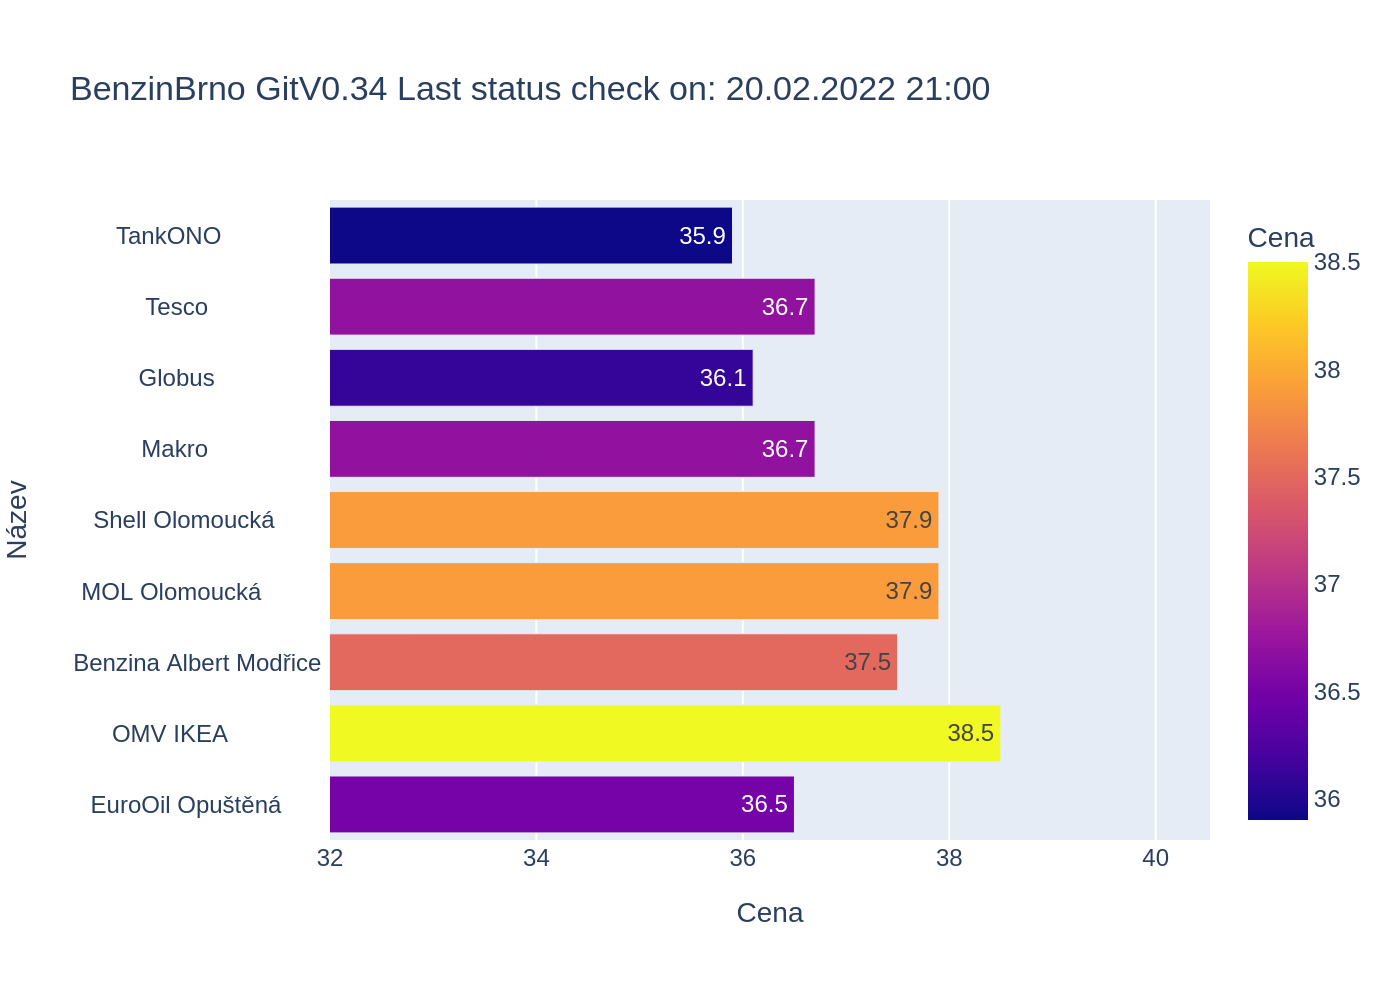 BenzinBrno GitV0.34 Last status check on: 20.02.2022 21:00
Název
TankONO 35.9
Tesco 36.7
Globus 36.1
Makro 36.7
Shell Olomoucká 37.9
MOL Olomoucká 37.9
Benzina Albert Modřice 37.5
OMV IKEA 38.5
EuroOil Opuštěná 36.5
32 34 36 38 40
Cena
Cena
38.5
38
37.5
37
36.5
36